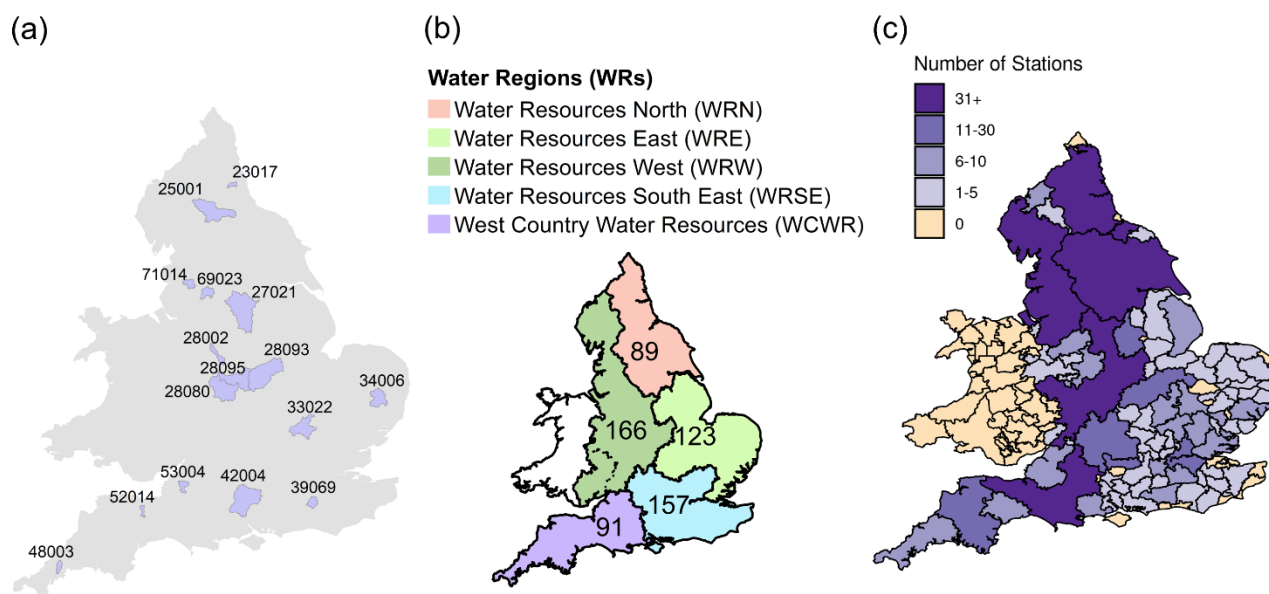 (a)
23017
25001
71014
69023
27021
28002
28093
28095
28080
34006
33022
53004
42004
39069
52014
48003
(b)
Water Regions (WRs)
Water Resources North (WRN)
Water Resources East (WRE)
Water Resources West (WRW)
Water Resources South East (WRSE)
West Country Water Resources (WCWR)
89
166
123
157
91
(c)
Number of Stations
31+
11-30
6-10
1-5
0